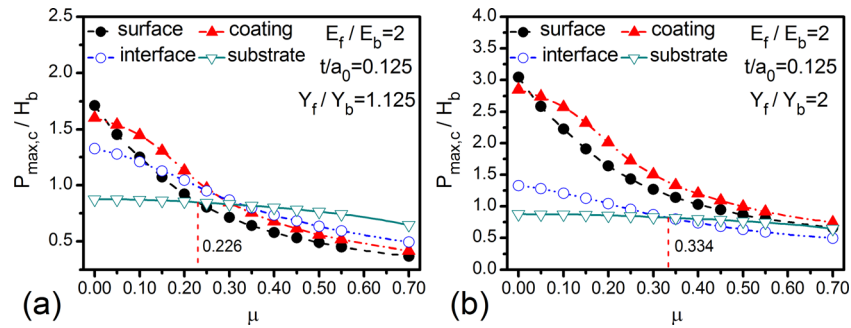 surface coating
interface substrate
E_f / E_b=2
t/a_0=0.125
Y_f / Y_b=1.125
P_max,c / H_b
2.5
2.0
1.5
1.0
0.5
0.226
0.00 0.10 0.20 0.30 0.40 0.50 0.60 0.70
(a) μ
surface coating
interface substrate
E_f / E_b=2
t/a_0=0.125
Y_f / Y_b=2
P_max,c / H_b
5.0
4.5
4.0
3.5
3.0
2.5
2.0
1.5
1.0
0.5
0.0
0.334
0.00 0.10 0.20 0.30 0.40 0.50 0.60 0.70
(b) μ